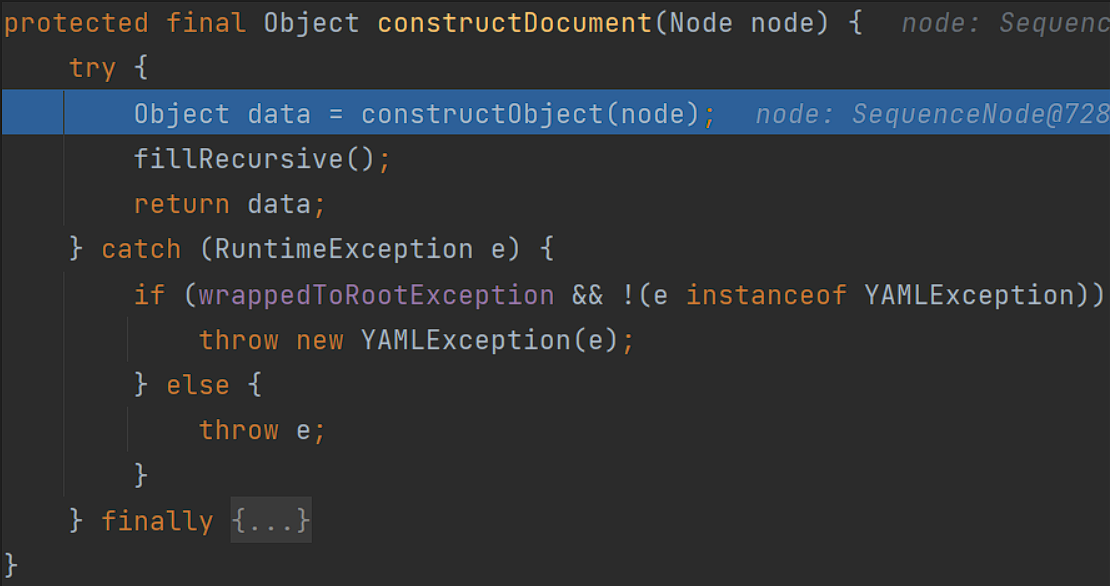 protected final Object constructDocument(Node node) {  node: Sequenc
    try {
        Object data = constructObject(node);  node: SequenceNode@728
        fillRecursive();
        return data;
    } catch (RuntimeException e) {
        if (wrappedToRootException && !(e instanceof YAMLException))
            throw new YAMLException(e);
        } else {
            throw e;
        }
    } finally {...}
}